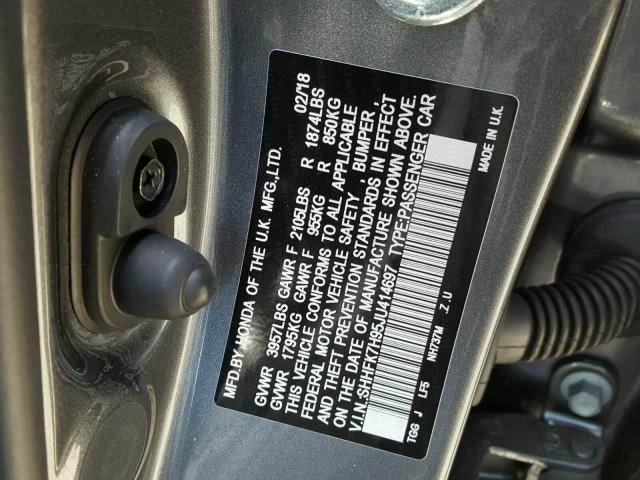 MFD.BY HONDA OF THE U.K. MFG.,LTD. 02/18
GVWR 3957LBS GAWR F 2105LBS R 1874LBS
GVWR 1795KG GAWR F 955KG R 850KG
THIS VEHICLE CONFORMS TO ALL APPLICABLE
FEDERAL MOTOR VEHICLE SAFETY, BUMPER,
AND THEFT PREVENTION STANDARDS IN EFFECT
ON THE DATE OF MANUFACTURE SHOWN ABOVE.
V.I.N.:SHHFK7H95JU414697 TYPE:PASSENGER CAR
TGG J LF5 NH737M .Z.U MADE IN U.K.